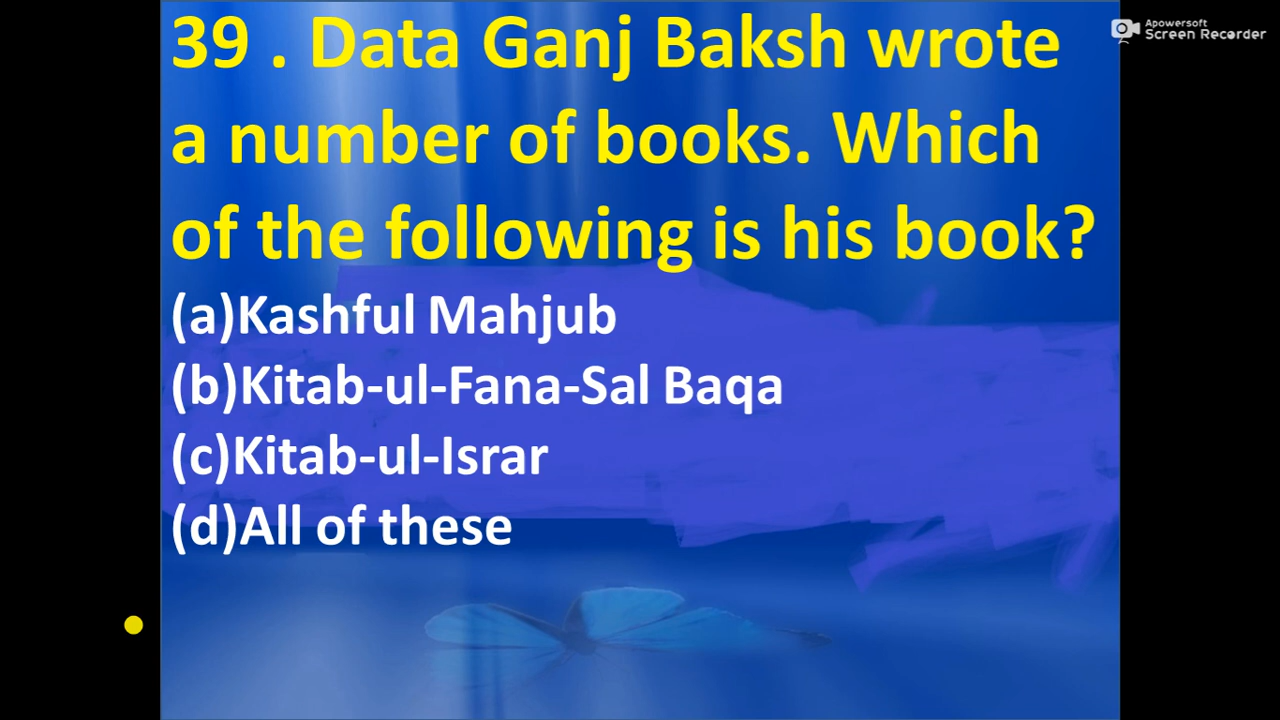 39 . Data Ganj Baksh wrote
a number of books. Which
of the following is his book?
(a)Kashful Mahjub
(b)Kitab-ul-Fana-Sal Baqa
(c)Kitab-ul-Israr
(d)All of these
Apowersoft
Screen Recorder